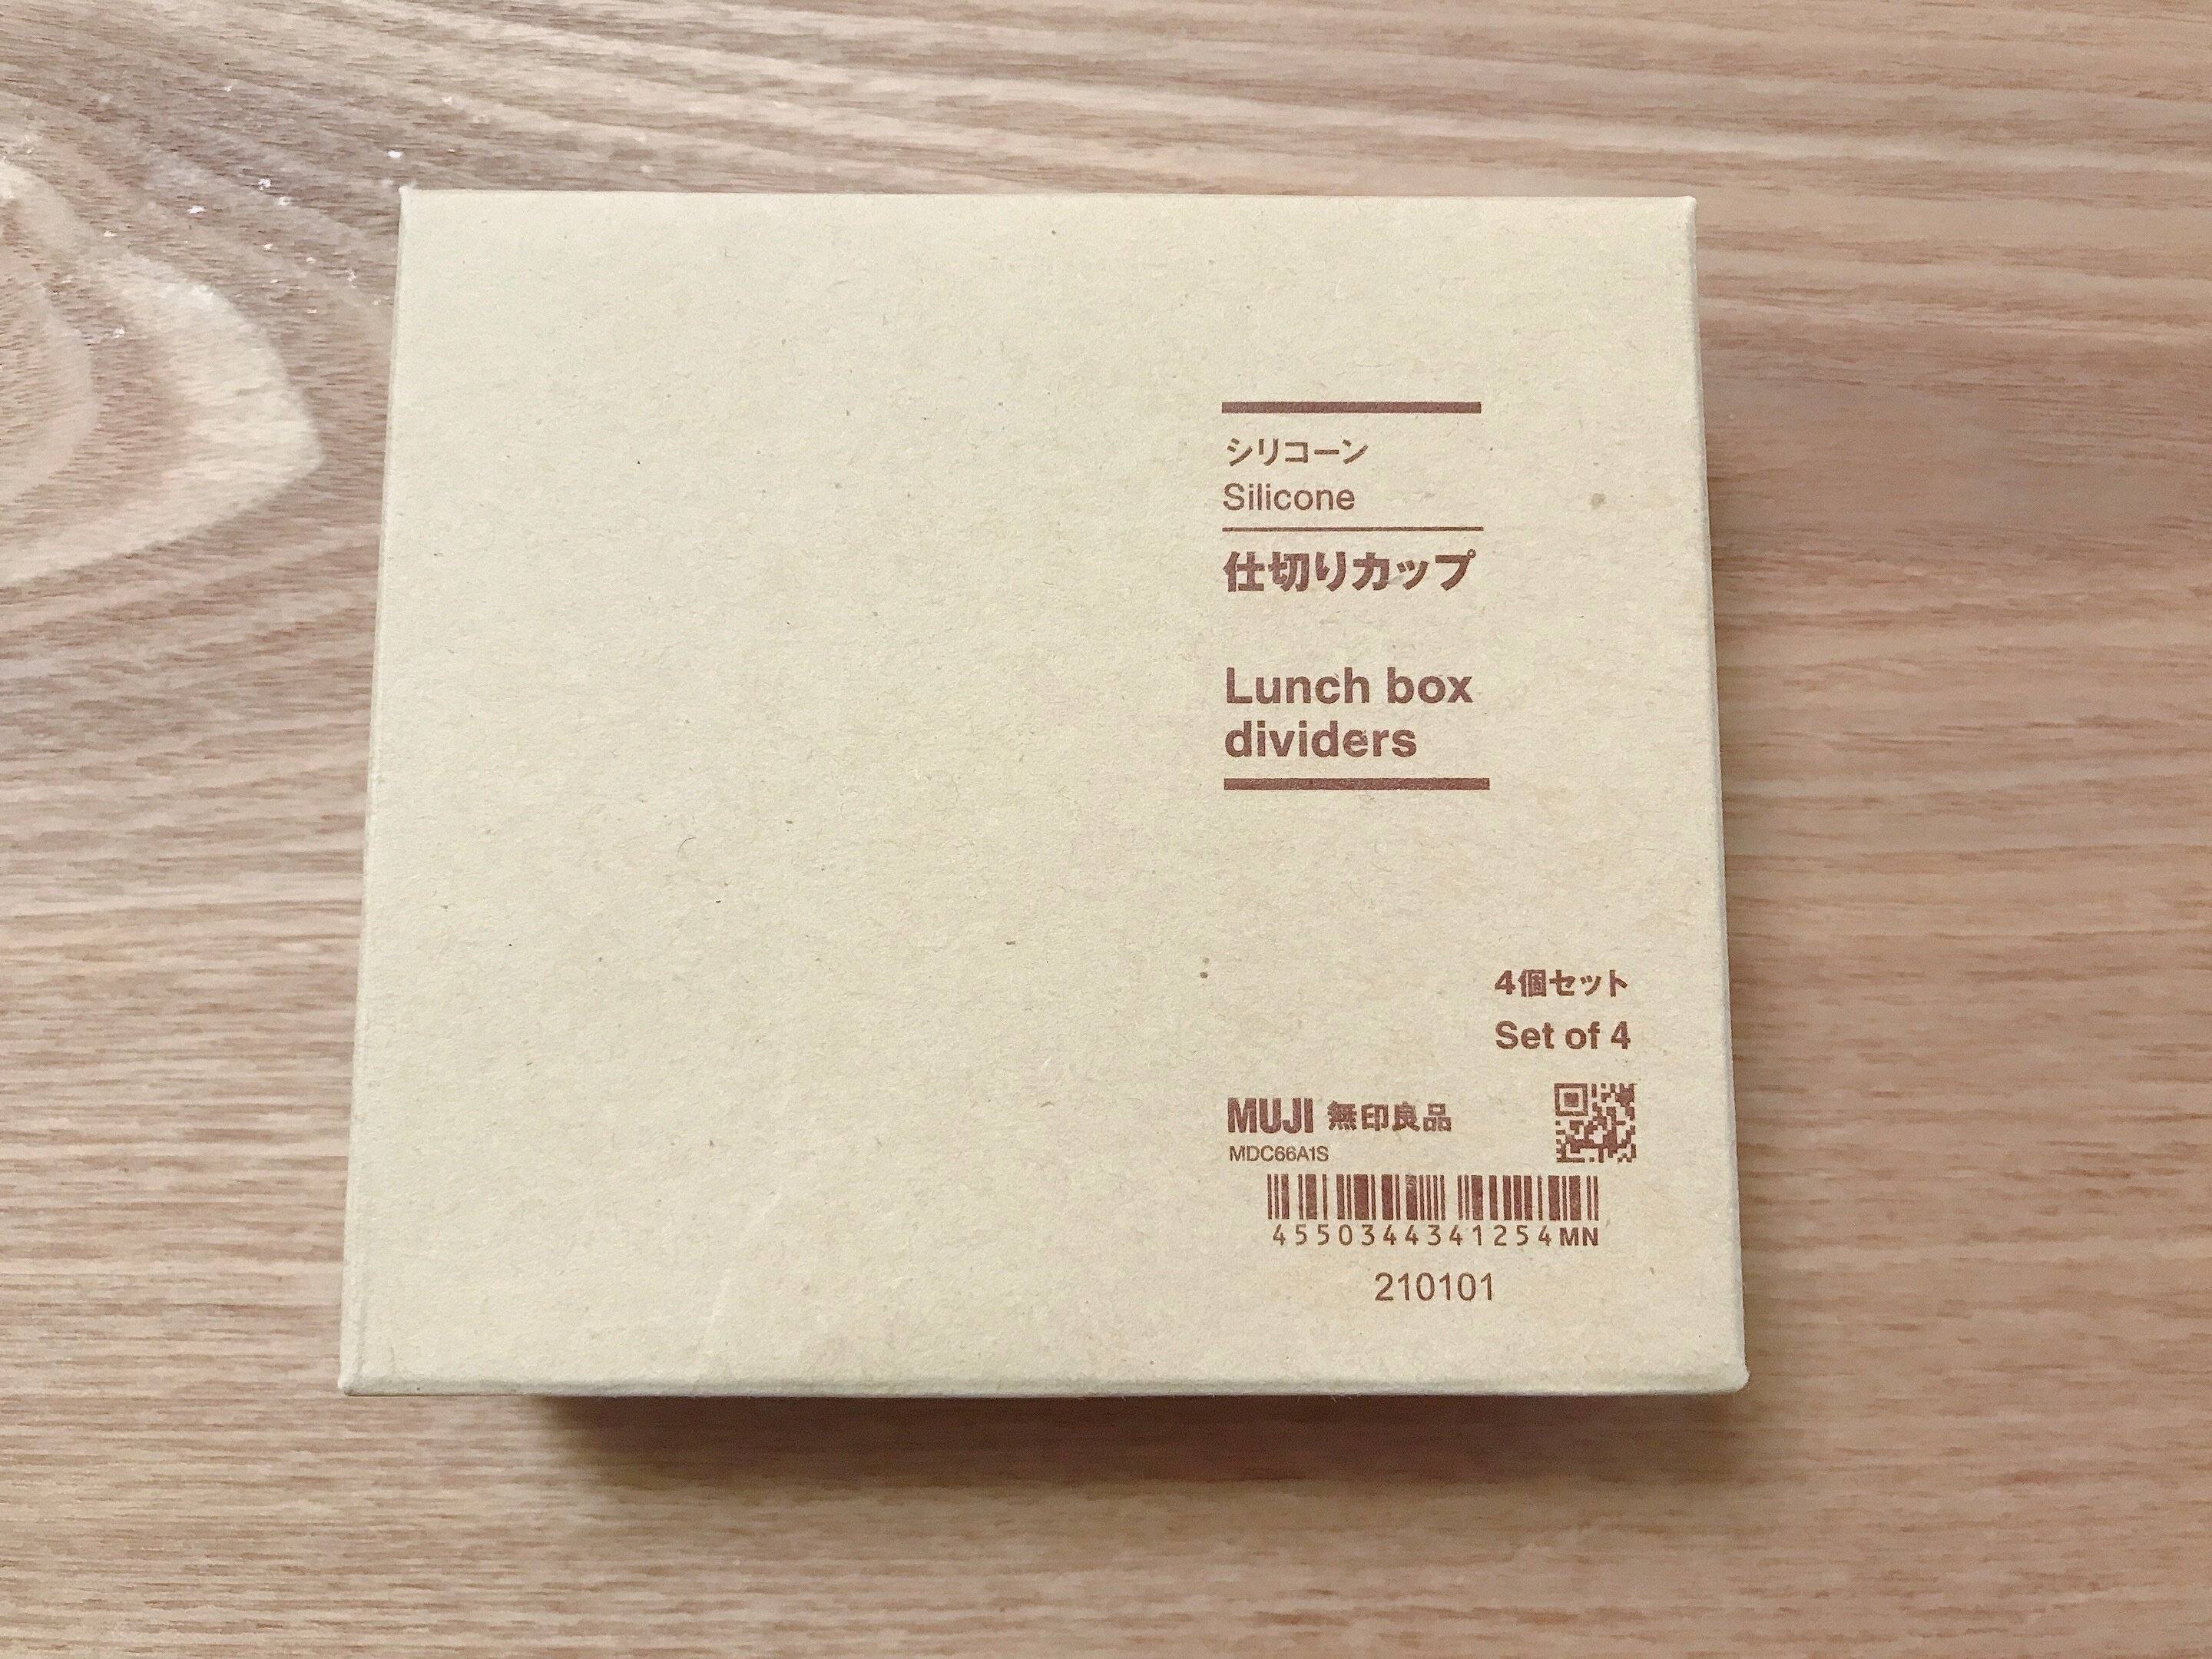 シリコーン
Silicone
仕切りカップ
Lunch box
dividers
4個セット
Set of 4
MUJI 無印良品
MDC66A1S
4550344341254MN
210101